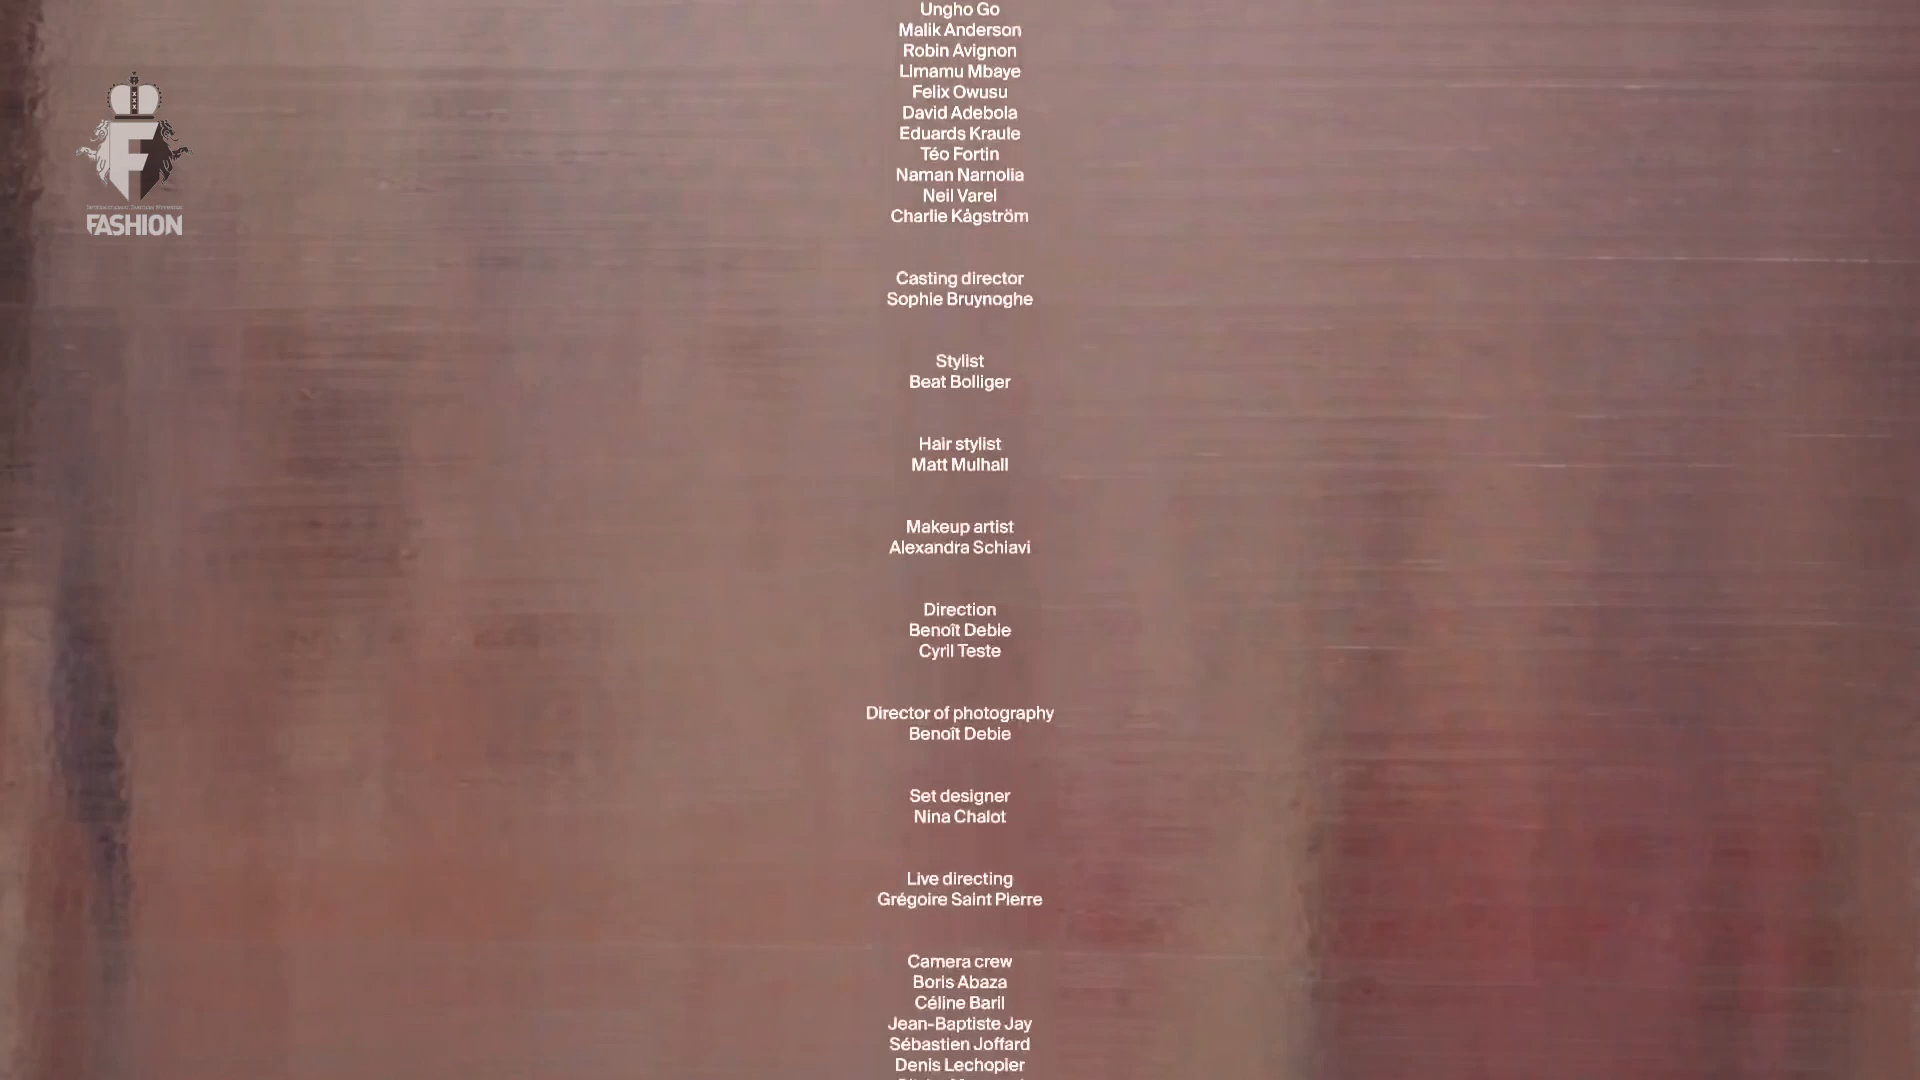 Ungho Go
Malik Anderson
Robin Avignon
Limamu Mbaye
Felix Owusu
David Adebola
Eduards Kraule
Téo Fortin
Naman Narnolia
Neil Varel
Charlie Kågström
Casting director
Sophie Bruynoghe
Stylist
Beat Bolliger
Hair stylist
Matt Mulhall
Makeup artist
Alexandra Schiavi
Direction
Benoît Debie
Cyril Teste
Director of photography
Benoît Debie
Set designer
Nina Chalot
Live directing
Grégoire Saint Pierre
Camera crew
Boris Abaza
Céline Baril
Jean-Baptiste Jay
Sébastien Joffard
Denis Lechopier
F
FASHION